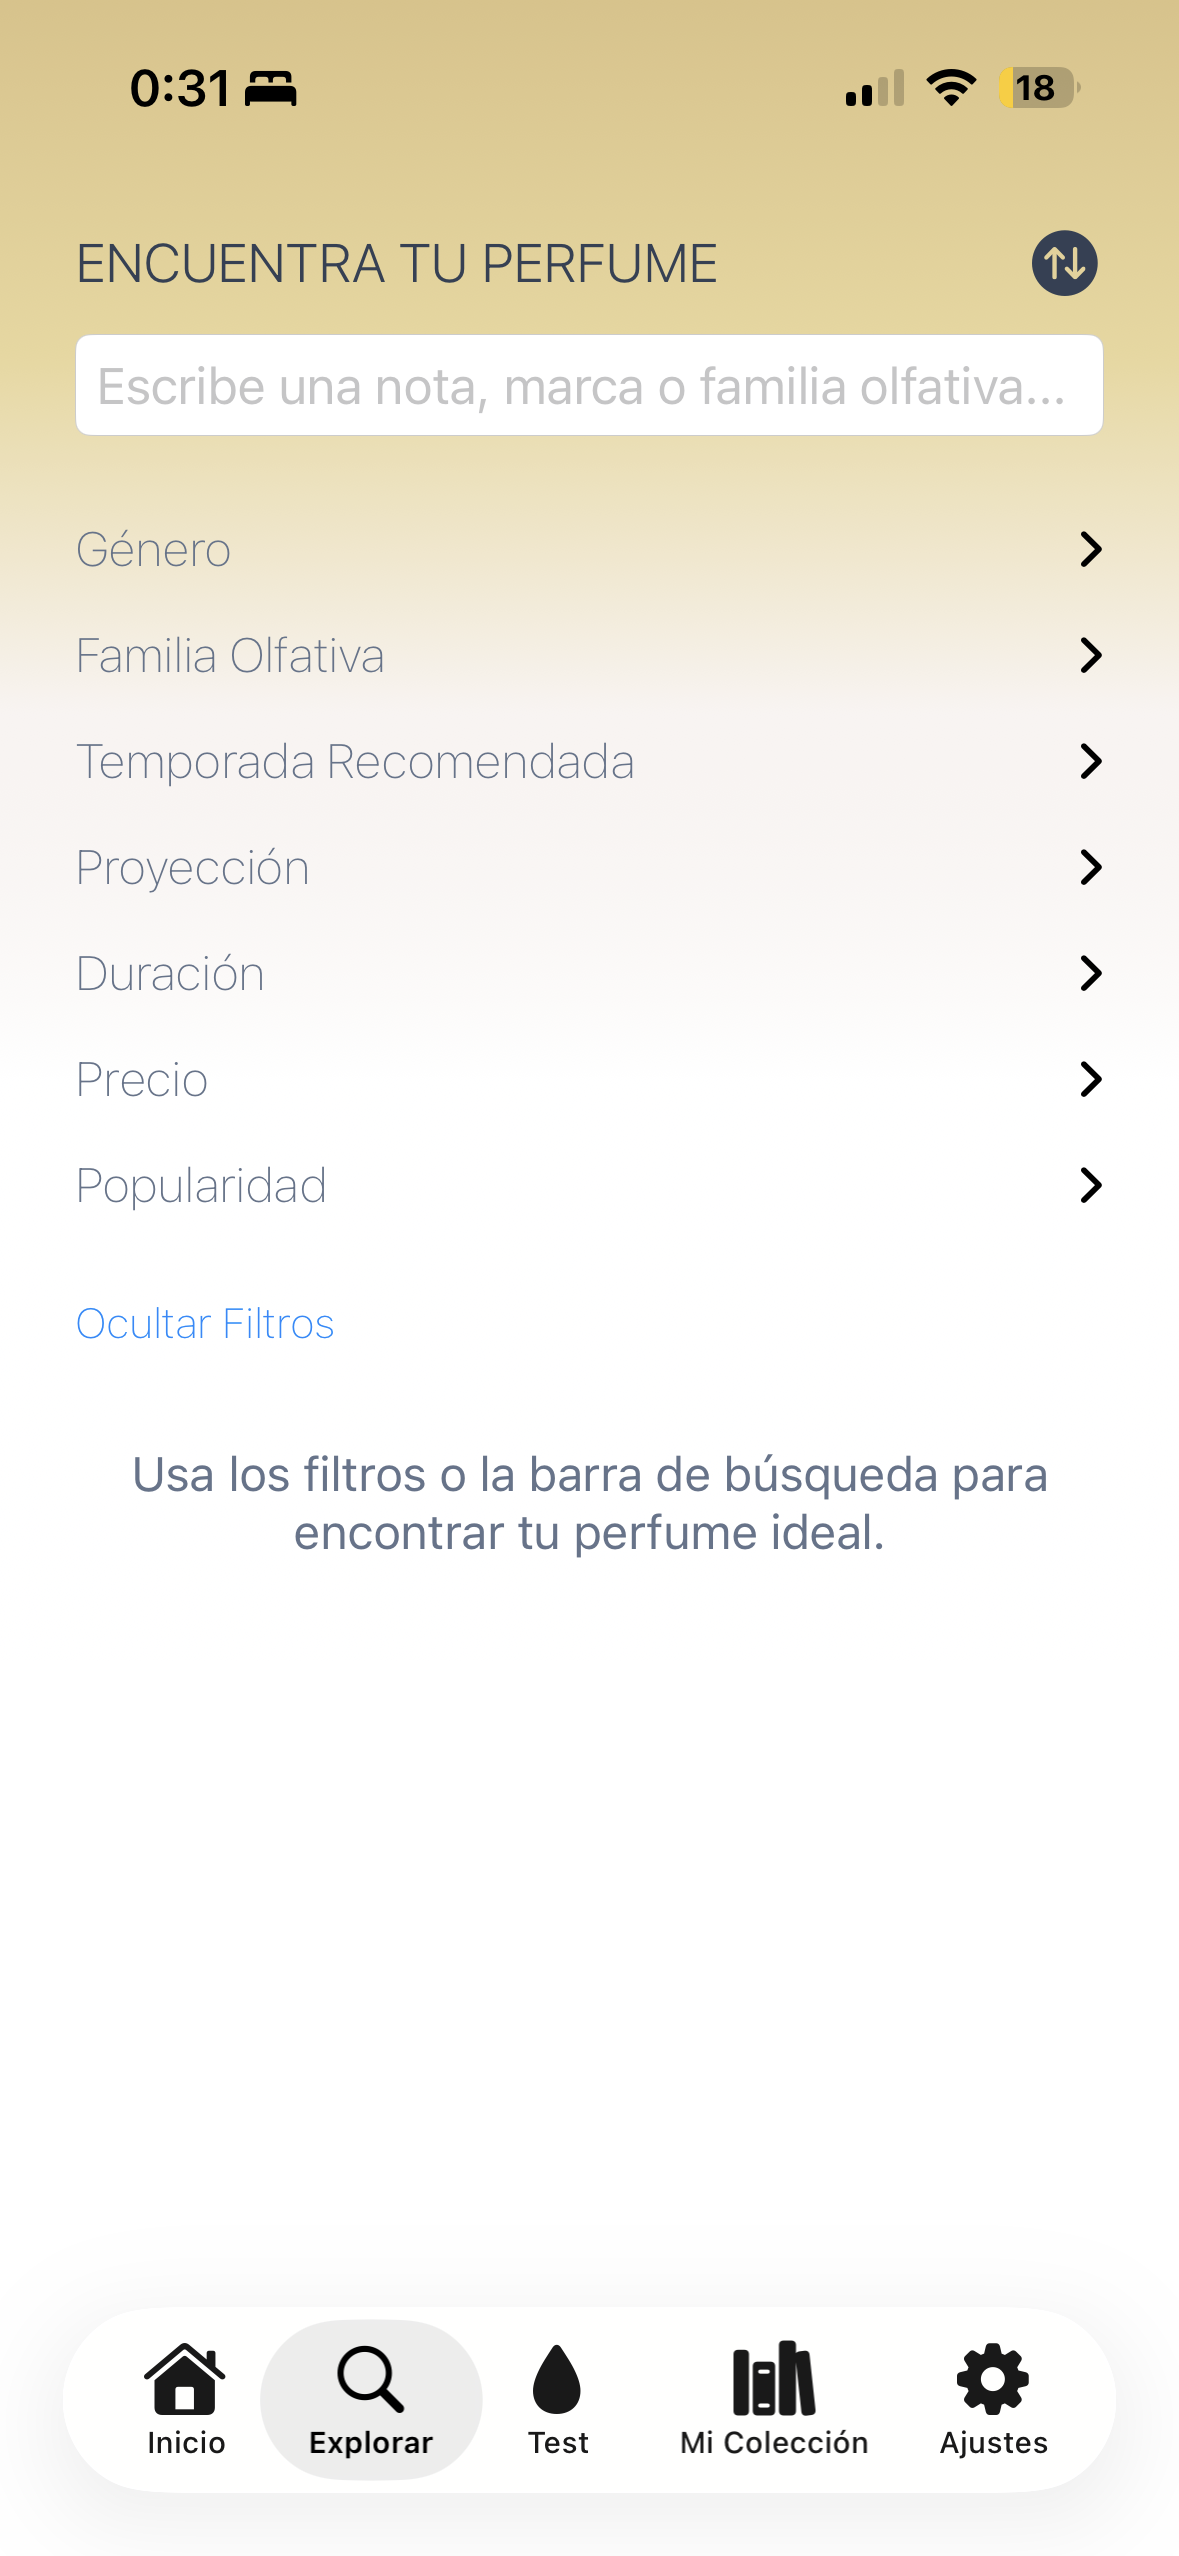 0:31
18
ENCUENTRA TU PERFUME
Escribe una nota, marca o familia olfativa...
Género
Familia Olfativa
Temporada Recomendada
Proyección
Duración
Precio
Popularidad
Ocultar Filtros
Usa los filtros o la barra de búsqueda para
encontrar tu perfume ideal.
Inicio
Explorar
Test
Mi Colección
Ajustes